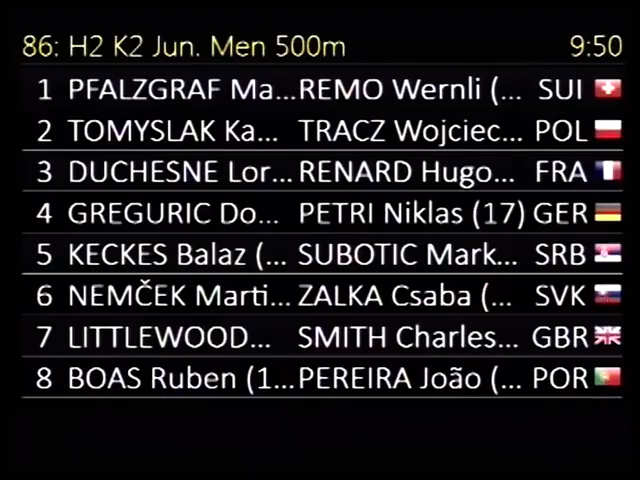 86: H2 K2 Jun. Men 500m 9:50
1 PFALZGRAF Ma... REMO Wernli (... SUI
2 TOMYSLAK Ka... TRACZ Wojciec... POL
3 DUCHESNE Lor... RENARD Hugo... FRA
4 GREGURIC Do... PETRI Niklas (17) GER
5 KECKES Balaz (... SUBOTIC Mark... SRB
6 NEMČEK Marti... ZALKA Csaba (... SVK
7 LITTLEWOOD... SMITH Charles... GBR
8 BOAS Ruben (1... PEREIRA João (... POR